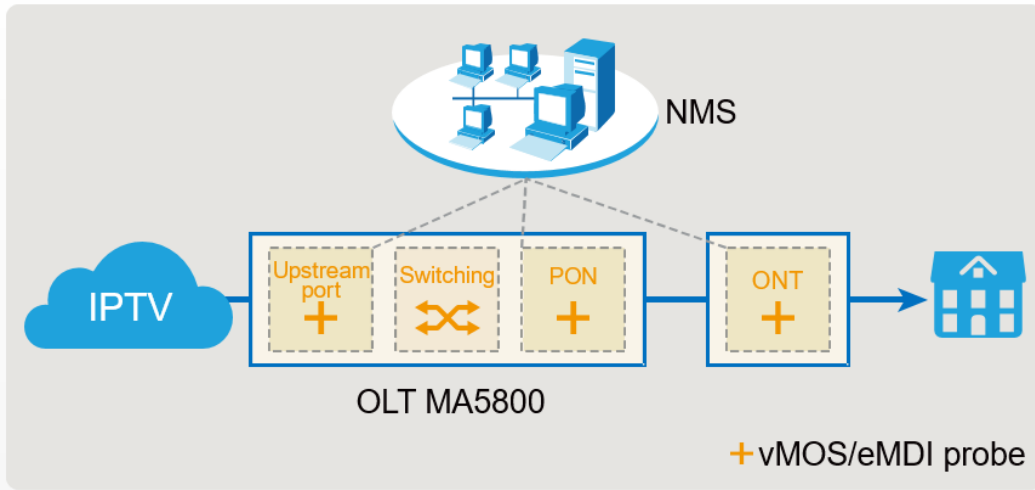 NMS
IPTV
Upstream
port
Switching
PON
ONT
OLT MA5800
vMOS/eMDI probe